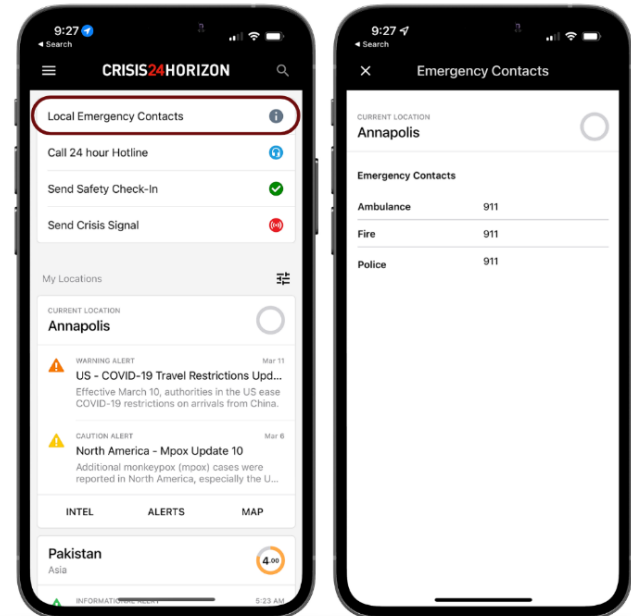 9:27
Search
CRISIS24HORIZON
Local Emergency Contacts
Call 24 hour Hotline
Send Safety Check-In
Send Crisis Signal
My Locations
CURRENT LOCATION
Annapolis
WARNING ALERT Mar 11
US - COVID-19 Travel Restrictions Upd...
Effective March 10, authorities in the US ease
COVID-19 restrictions on arrivals from China.
CAUTION ALERT Mar 6
North America - Mpox Update 10
Additional monkeypox (mpox) cases were
reported in North America, especially the U...
INTEL ALERTS MAP
Pakistan
Asia
4.00
INFORMATIONAL ALERT 5:23 AM
9:27
Search
Emergency Contacts
CURRENT LOCATION
Annapolis
Emergency Contacts
Ambulance 911
Fire 911
Police 911